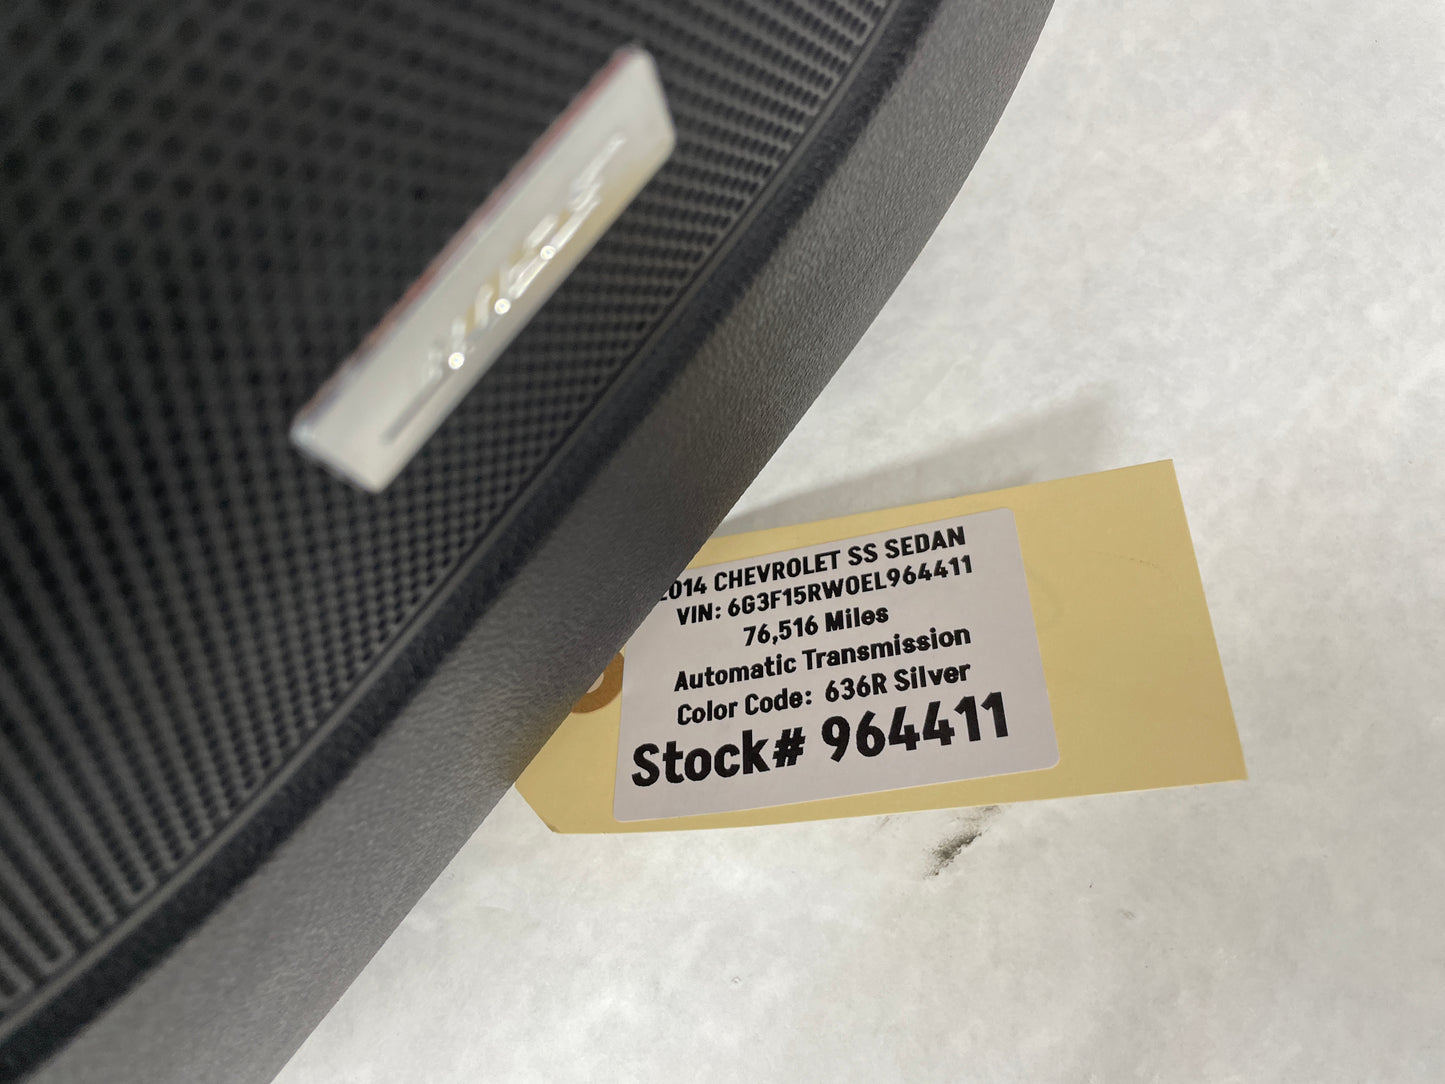 2014 CHEVROLET SS SEDAN
VIN: 6G3F15RW0EL964411
76,516 Miles
Automatic Transmission
Color Code: 636R Silver
Stock# 964411